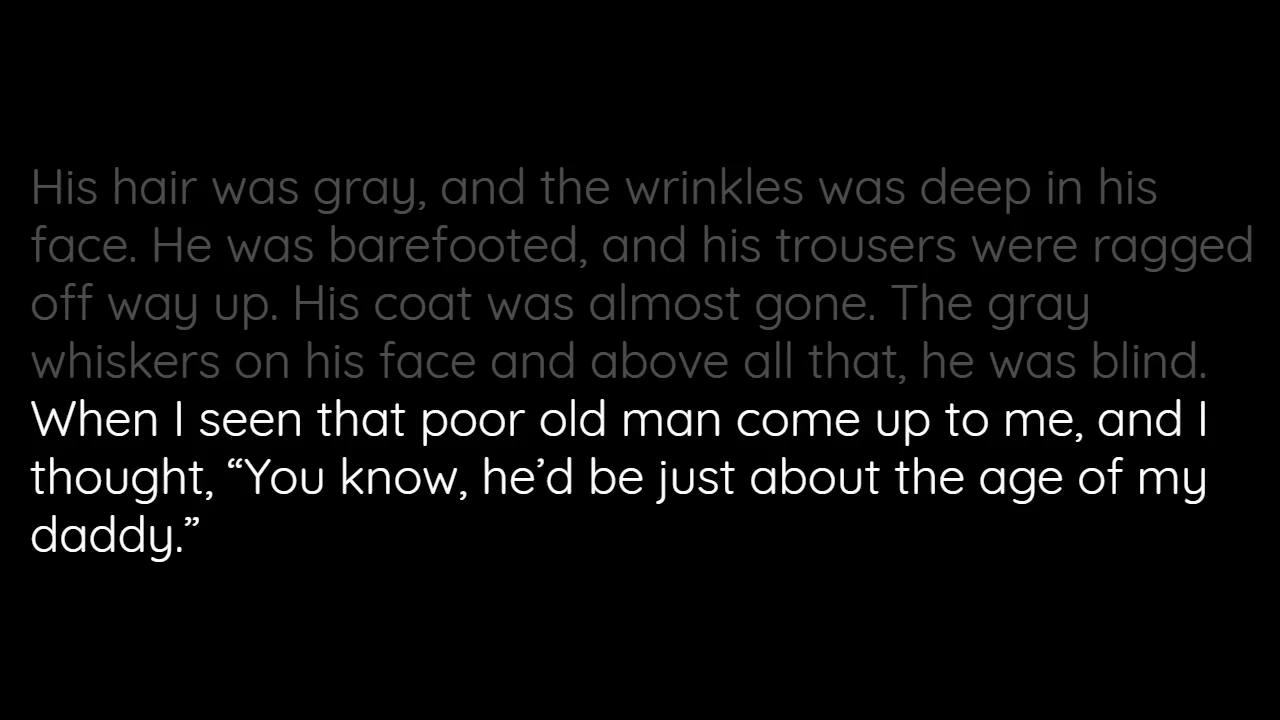 His hair was gray, and the wrinkles was deep in his
face. He was barefooted, and his trousers were ragged
off way up. His coat was almost gone. The gray
whiskers on his face and above all that, he was blind.
When I seen that poor old man come up to me, and I
thought, “You know, he’d be just about the age of my
daddy.”